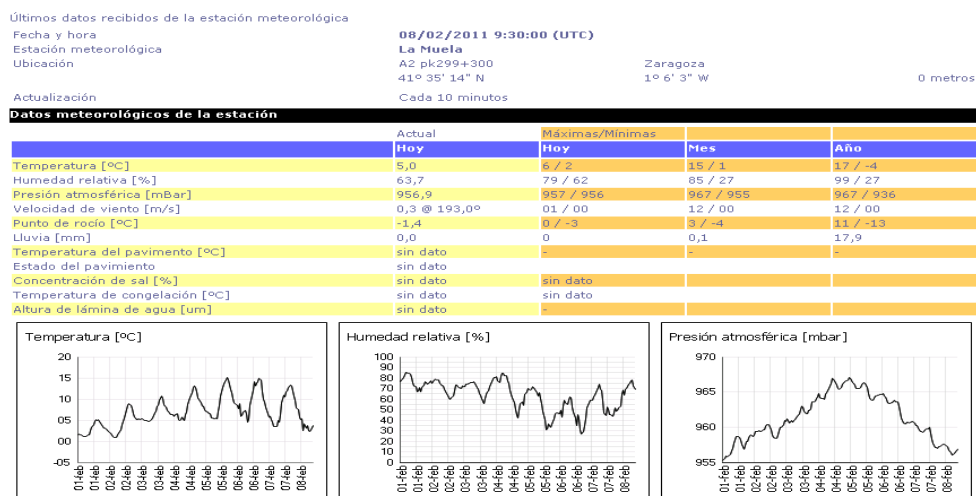 Últimos datos recibidos de la estación meteorológica
Fecha y hora 08/02/2011 9:30:00 (UTC)
Estación meteorológica La Muela
Ubicación A2 pk299+300 Zaragoza
41º 35' 14" N 1º 6' 3" W 0 metros
Actualización Cada 10 minutos
Datos meteorológicos de la estación
Actual Máximas/Mínimas
Hoy Hoy Mes Año
Temperatura [ºC] 5,0 6 / 2 15 / 1 17 / -4
Humedad relativa [%] 63,7 79 / 62 85 / 27 99 / 27
Presión atmosférica [mBar] 956,9 957 / 956 967 / 955 967 / 936
Velocidad de viento [m/s] 0,3 @ 193,0º 01 / 00 12 / 00 12 / 00
Punto de rocío [ºC] -1,4 0 / -3 3 / -4 11 / -13
Lluvia [mm] 0,0 0 0,1 17,9
Temperatura del pavimento [ºC] sin dato - - -
Estado del pavimiento sin dato
Concentración de sal [%] sin dato sin dato
Temperatura de congelación [ºC] sin dato sin dato
Altura de lámina de agua [um] sin dato -
Temperatura [ºC]
20
15
10
05
00
-05
01-feb 01-feb 02-feb 02-feb 03-feb 03-feb 04-feb 04-feb 05-feb 05-feb 06-feb 06-feb 07-feb 07-feb 08-feb
Humedad relativa [%]
100
90
80
70
60
50
40
30
20
10
0
01-feb 01-feb 02-feb 02-feb 03-feb 03-feb 04-feb 04-feb 05-feb 05-feb 06-feb 06-feb 07-feb 07-feb 08-feb
Presión atmosférica [mbar]
970
965
960
955
01-feb 01-feb 02-feb 02-feb 03-feb 03-feb 04-feb 04-feb 05-feb 05-feb 06-feb 06-feb 07-feb 07-feb 08-feb